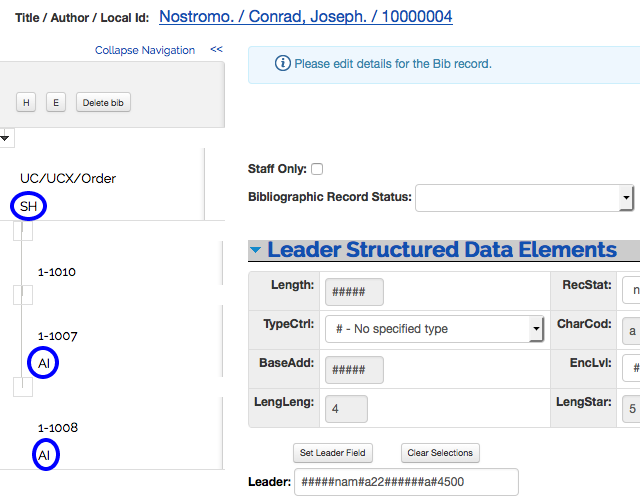 Title / Author / Local Id: Nostromo. / Conrad, Joseph. / 10000004
Collapse Navigation <<
Please edit details for the Bib record.
H E Delete bib
Staff Only:
UC/UCX/Order
Bibliographic Record Status:
SH
Leader Structured Data Elements
1-1010
Length: ##### RecStat: n
TypeCtrl: # - No specified type CharCod: a
1-1007
AI
BaseAdd: ##### EncLvl: #
LengLeng: 4 LengStar: 5
1-1008
AI
Set Leader Field Clear Selections
Leader: #####nam#a22######a#4500